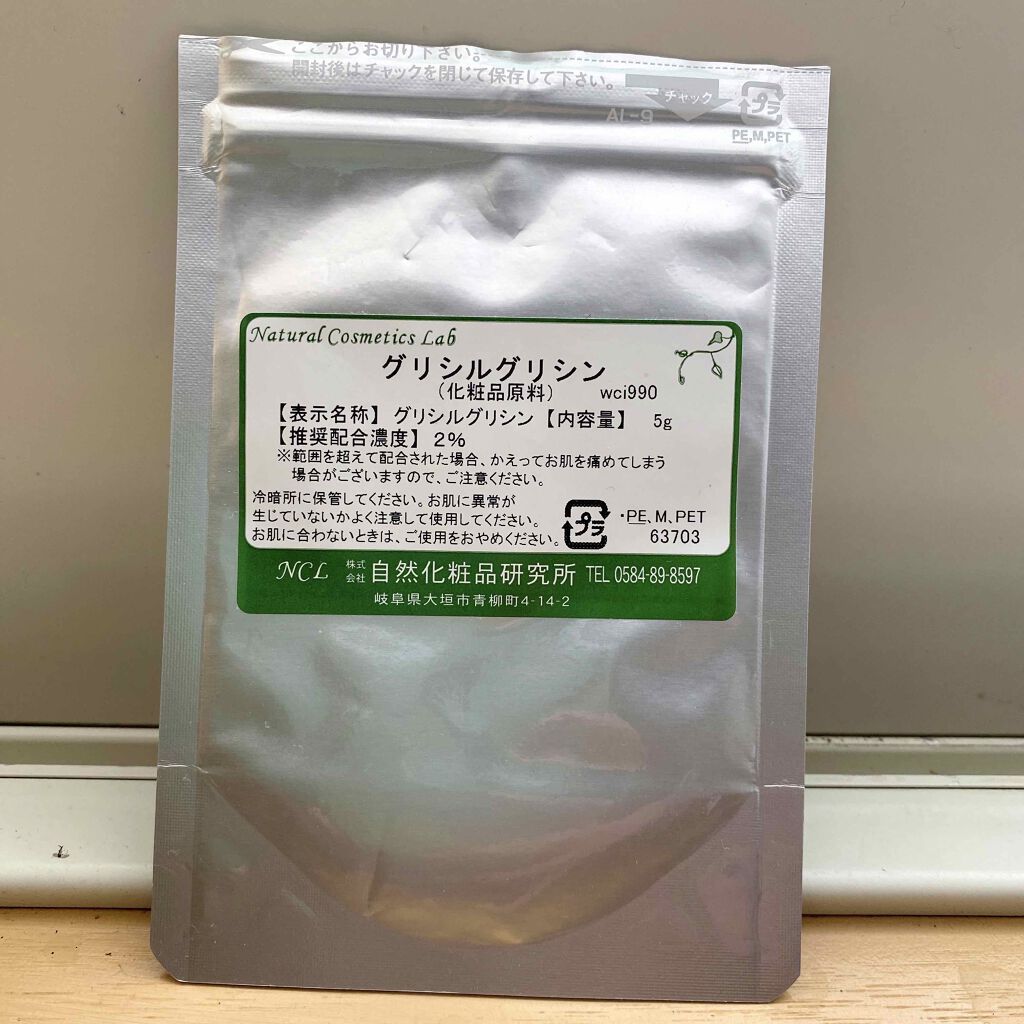 ここからお切り下さい。
開封後はチャックを閉じて保存して下さい。
チャック
AL-9
プラ
PE,M,PET
Natural Cosmetics Lab
グリシルグリシン
（化粧品原料） wci990
【表示名称】グリシルグリシン【内容量】 5g
【推奨配合濃度】2%
※範囲を超えて配合された場合、かえってお肌を痛めてしまう
場合がございますので、ご注意ください。
冷暗所に保管してください。お肌に異常が
生じていないかよく注意して使用してください。
お肌に合わないときは、ご使用をおやめください。
プラ ・PE、M、PET
63703
NCL 株式会社 自然化粧品研究所 TEL 0584-89-8597
岐阜県大垣市青柳町4-14-2